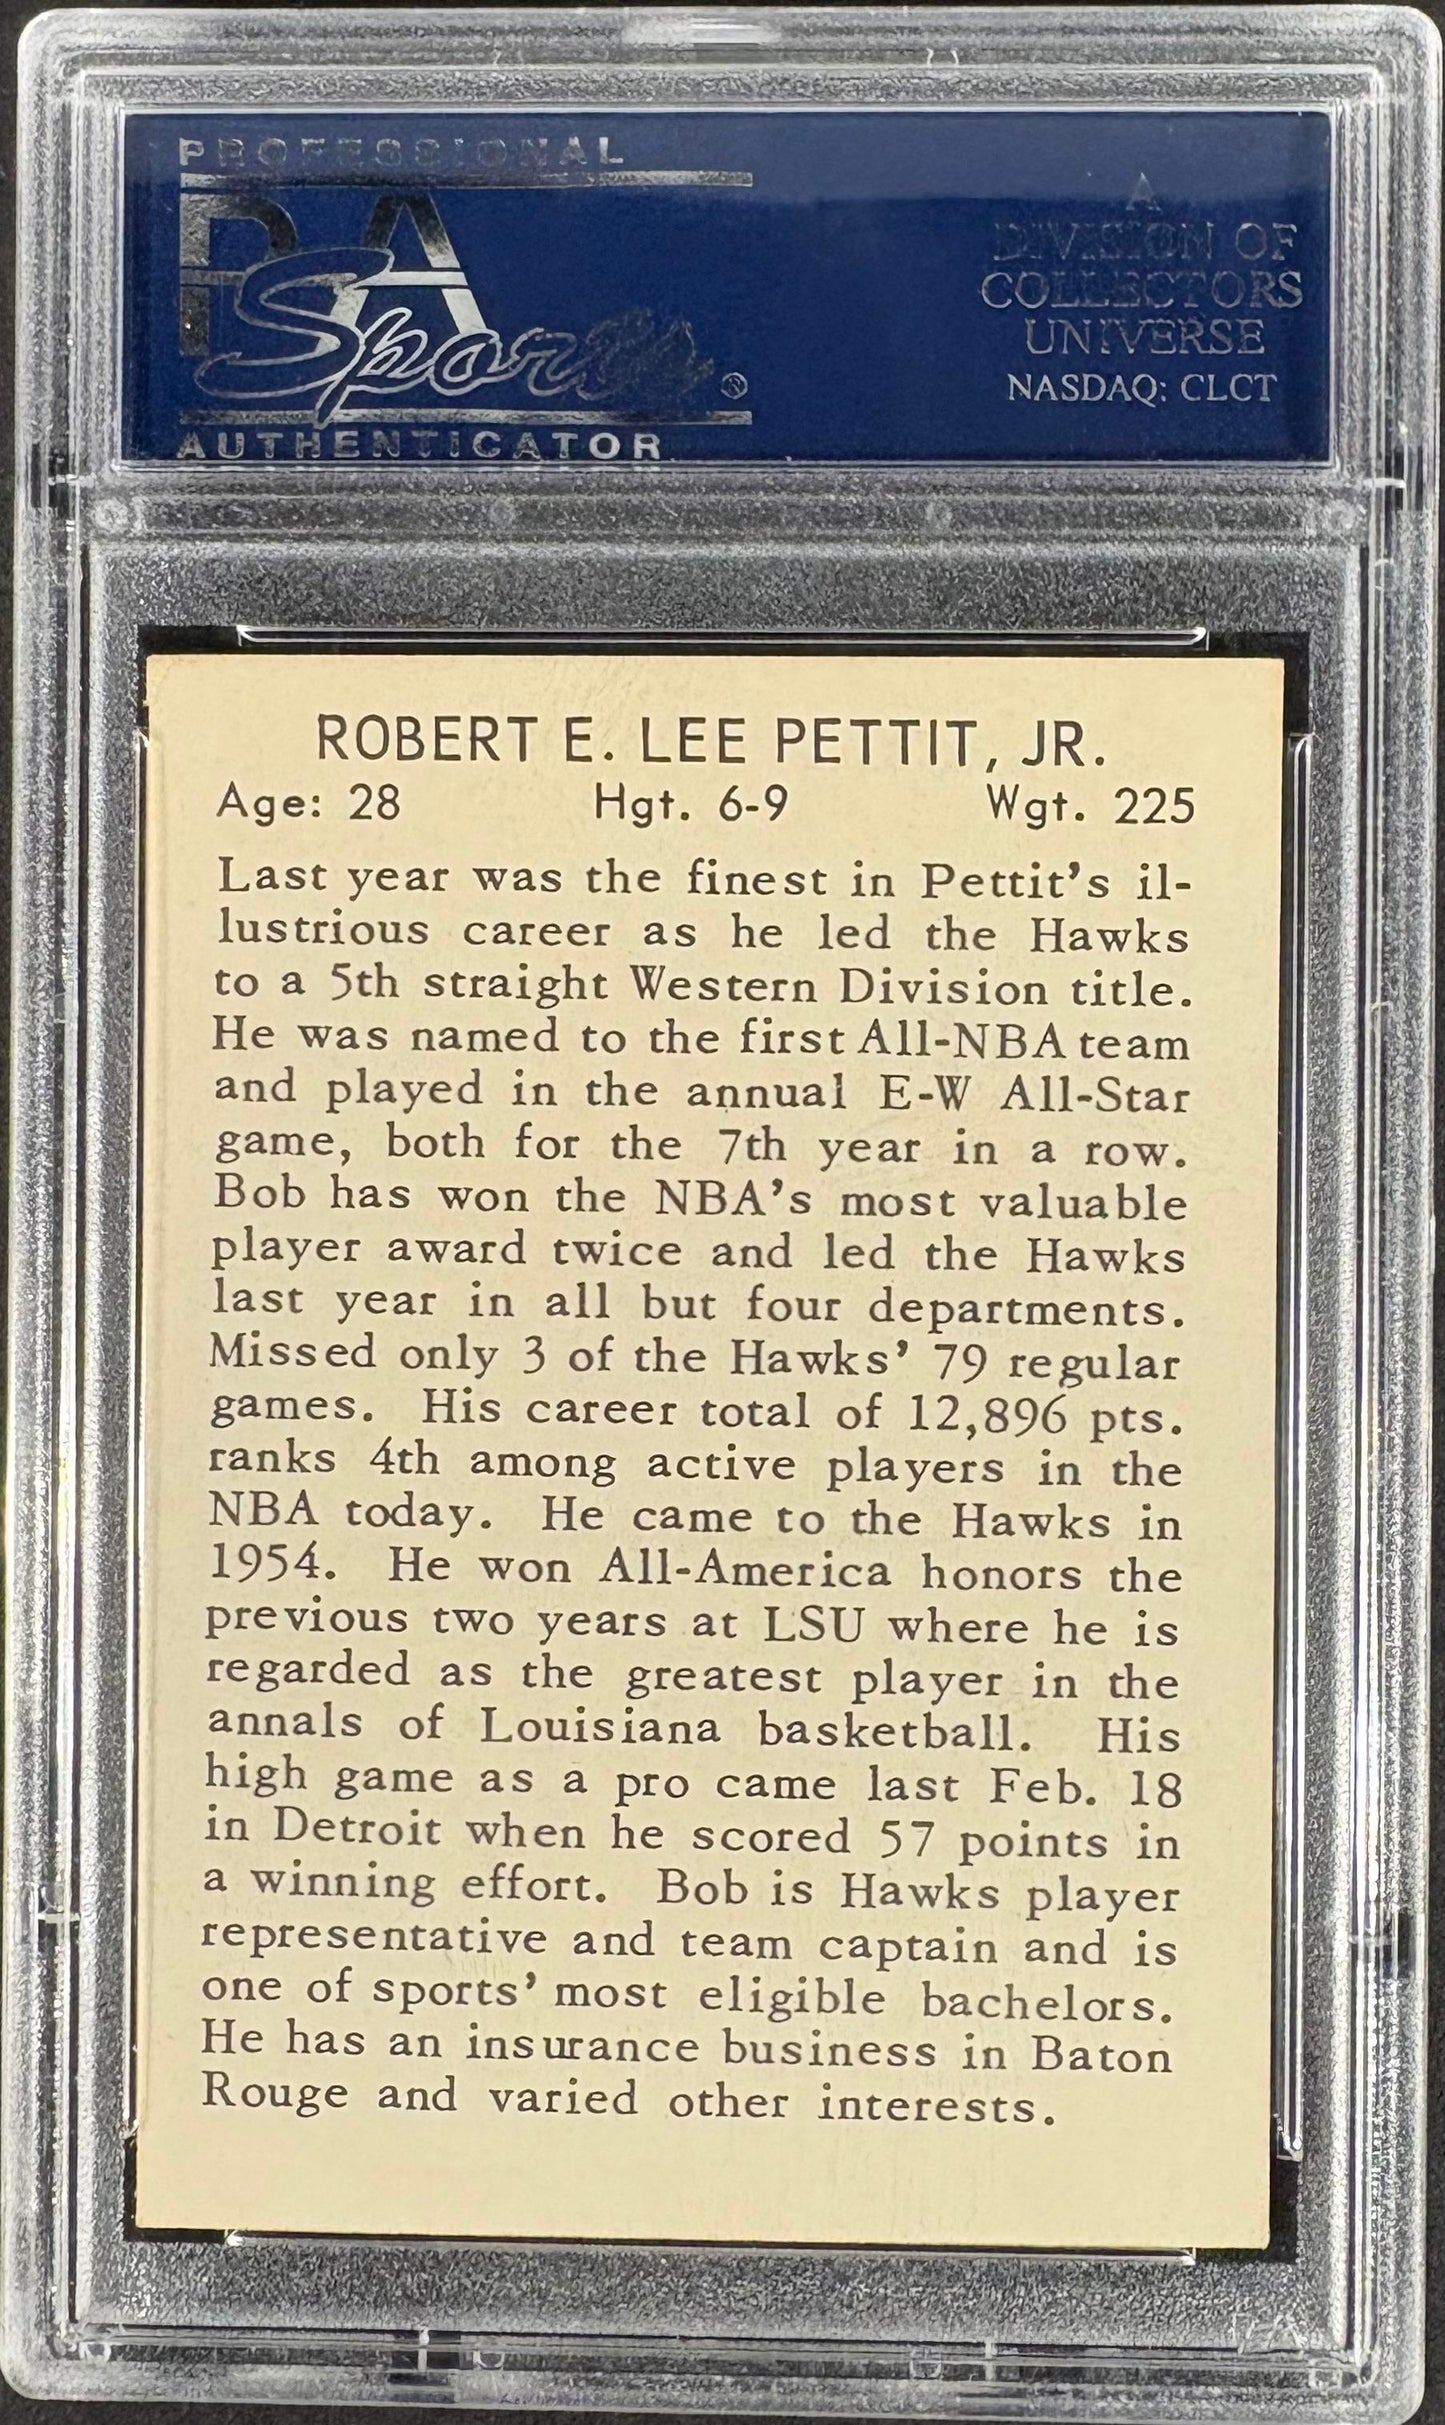 PROFESSIONAL
PSA
Sports ®
AUTHENTICATOR
A
DIVISION OF
COLLECTORS
UNIVERSE
NASDAQ: CLCT
ROBERT E. LEE PETTIT, JR.
Age: 28 Hgt. 6-9 Wgt. 225
Last year was the finest in Pettit's il-
lustrious career as he led the Hawks
to a 5th straight Western Division title.
He was named to the first All-NBA team
and played in the annual E-W All-Star
game, both for the 7th year in a row.
Bob has won the NBA's most valuable
player award twice and led the Hawks
last year in all but four departments.
Missed only 3 of the Hawks' 79 regular
games. His career total of 12,896 pts.
ranks 4th among active players in the
NBA today. He came to the Hawks in
1954. He won All-America honors the
previous two years at LSU where he is
regarded as the greatest player in the
annals of Louisiana basketball. His
high game as a pro came last Feb. 18
in Detroit when he scored 57 points in
a winning effort. Bob is Hawks player
representative and team captain and is
one of sports' most eligible bachelors.
He has an insurance business in Baton
Rouge and varied other interests.